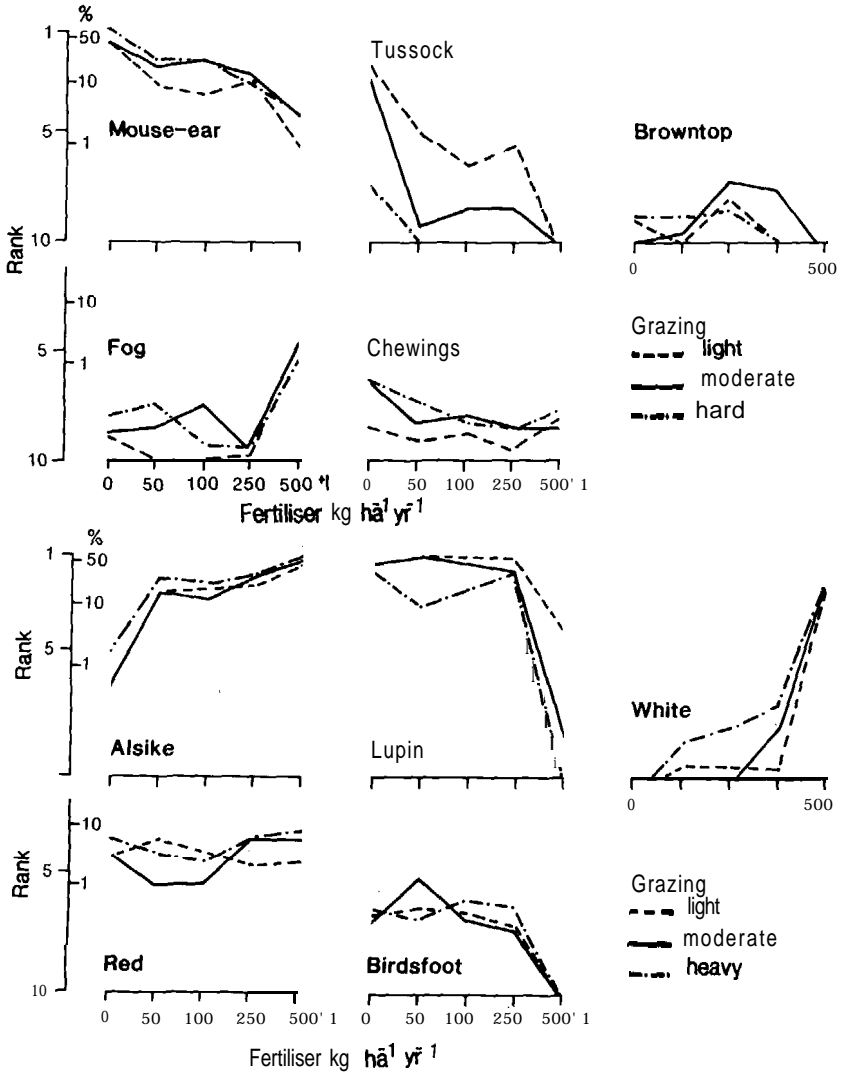 %
1
50
10
Tussock
Mouse-ear
5
1
Browntop
Rank
10
0
500
10
Grazing
light
moderate
hard
Fog
Chewings
5
1
10
0 50 100 250 500 +1
0 50 100 250 500' 1
Fertiliser kg ha¯¹ yr¯¹
%
1
50
10
Rank
5
1
Alsike
Lupin
White
0
500
10
Rank
5
1
Grazing
light
moderate
heavy
Red
Birdsfoot
10
0 50 100 250 500' 1
0 50 100 250 500' 1
Fertiliser kg ha¯¹ yr¯¹